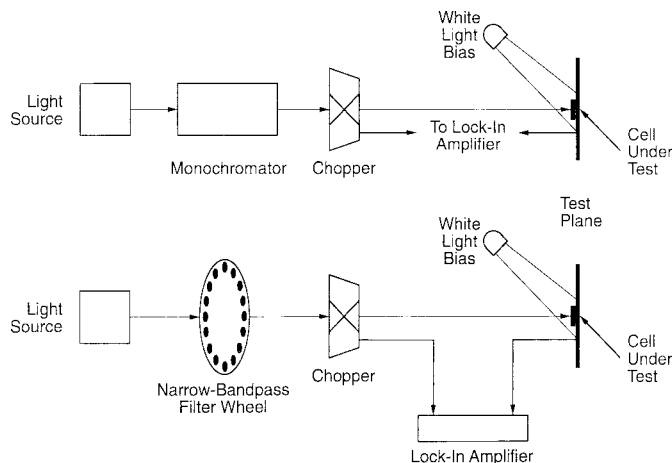 White
Light
Bias
Light
Source
Monochromator
Chopper
To Lock-In
Amplifier
Cell
Under
Test
Test
Plane
White
Light
Bias
Light
Source
Narrow-Bandpass
Filter Wheel
Chopper
Cell
Under
Test
Lock-In Amplifier